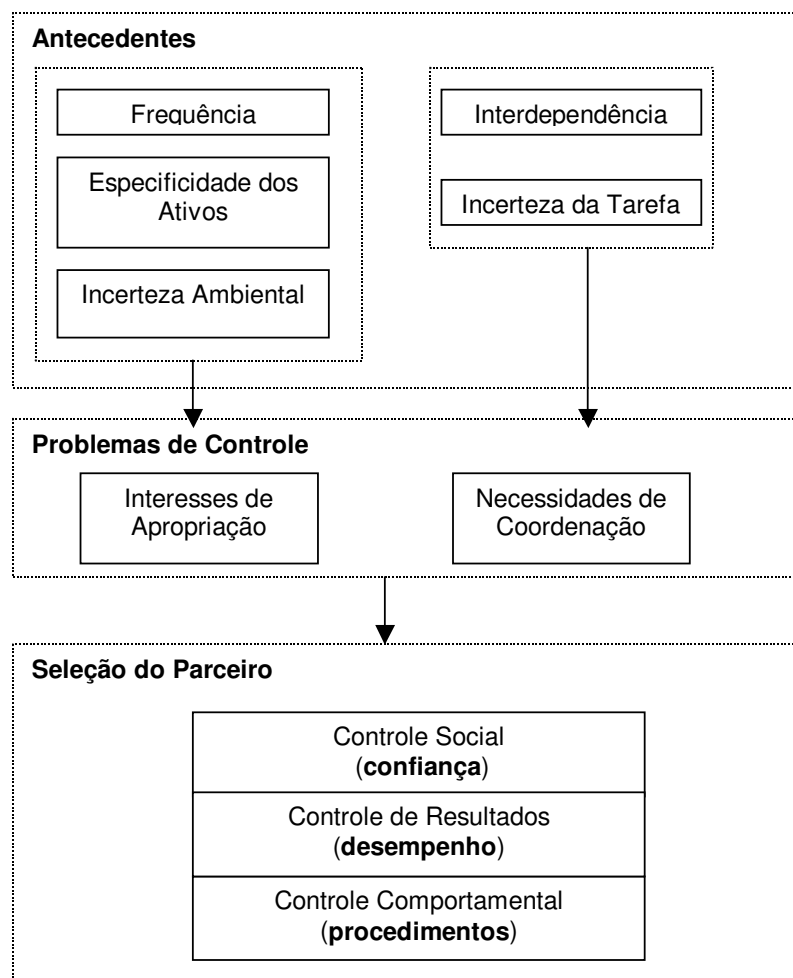 Antecedentes
Frequência
Especificidade dos
Ativos
Incerteza Ambiental
Interdependência
Incerteza da Tarefa
Problemas de Controle
Interesses de
Apropriação
Necessidades de
Coordenação
Seleção do Parceiro
Controle Social
(confiança)
Controle de Resultados
(desempenho)
Controle Comportamental
(procedimentos)